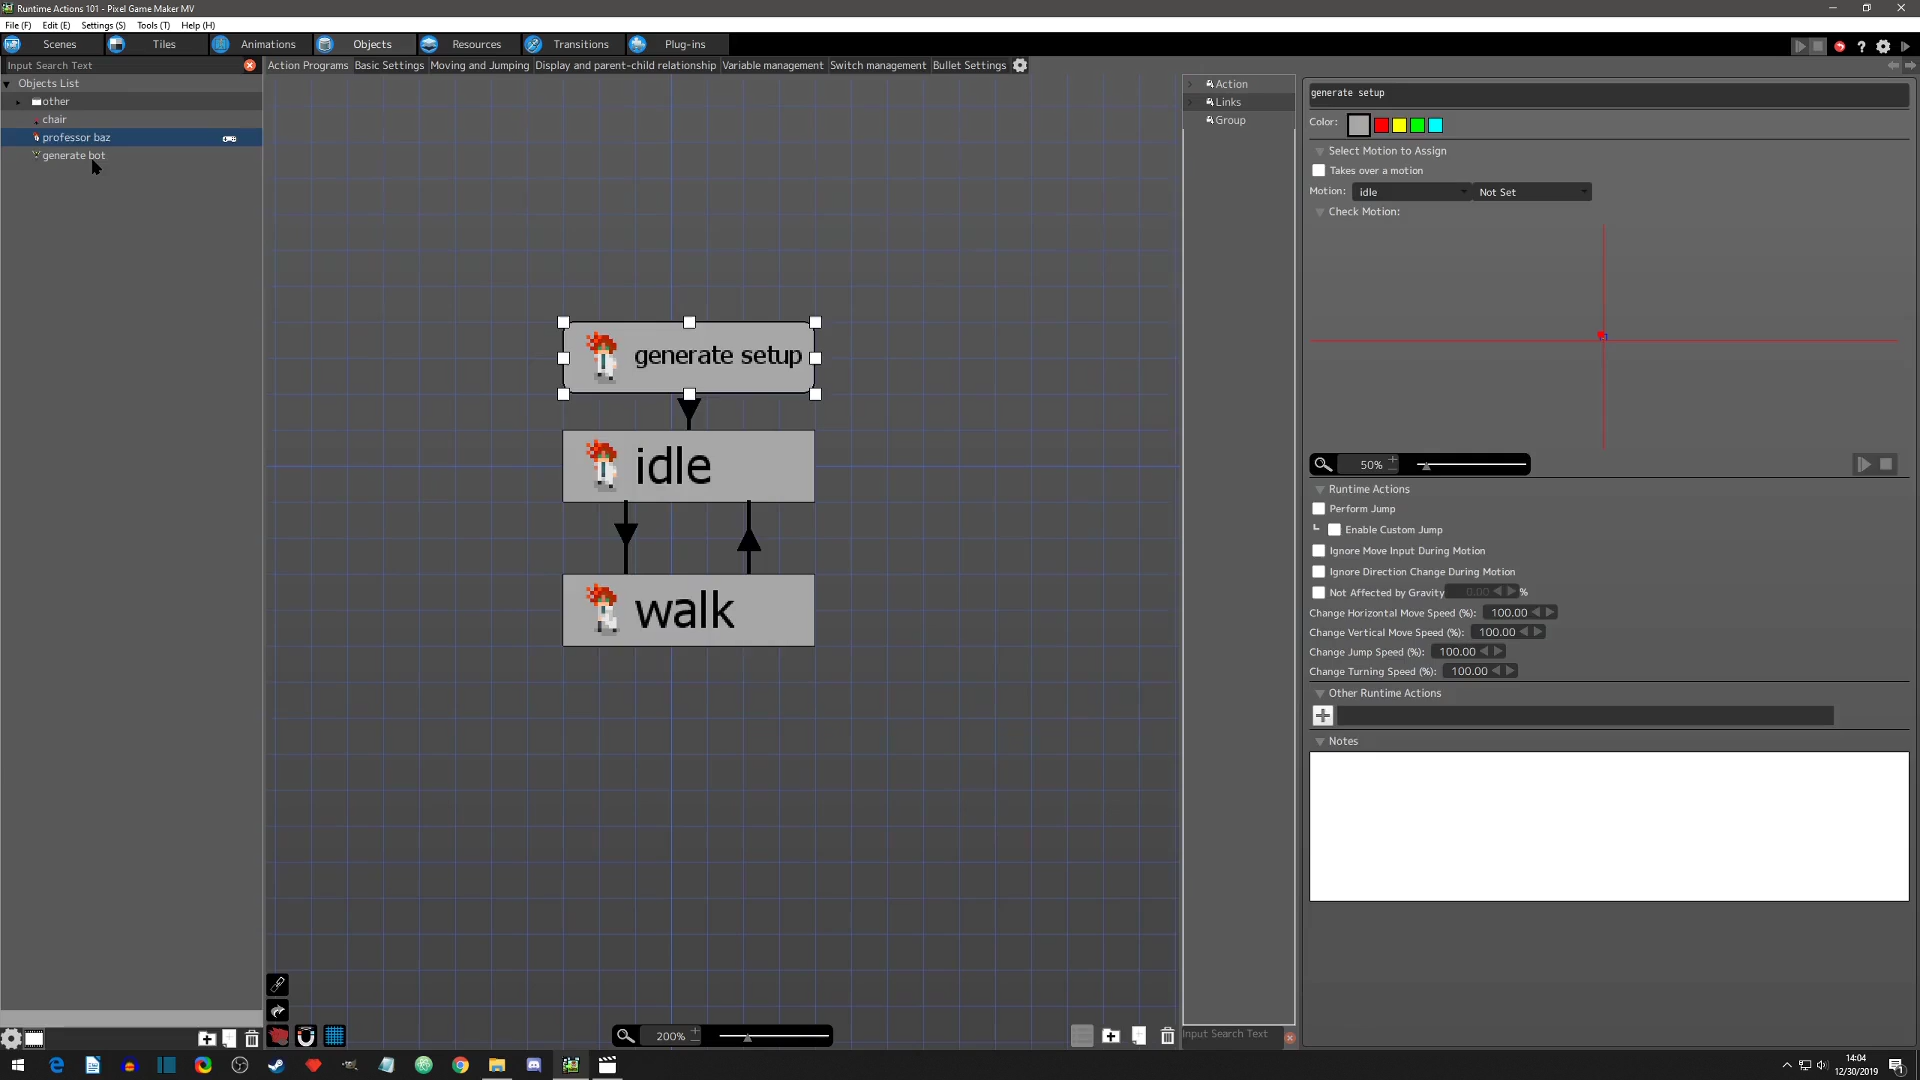 Runtime Actions 101 - Pixel Game Maker MV
File (F) Edit (E) Settings (S) Tools (T) Help (H)
Scenes Tiles Animations Objects Resources Transitions Plug-ins
Input Search Text
Action Programs Basic Settings Moving and Jumping Display and parent-child relationship Variable management Switch management Bullet Settings
Objects List
other
chair
professor baz
generate bot
generate setup
idle
walk
200%
Action
Links
Group
Input Search Text
generate setup
Color:
Select Motion to Assign
Takes over a motion
Motion: idle Not Set
Check Motion:
50%
Runtime Actions
Perform Jump
Enable Custom Jump
Ignore Move Input During Motion
Ignore Direction Change During Motion
Not Affected by Gravity 0.00 %
Change Horizontal Move Speed (%): 100.00
Change Vertical Move Speed (%): 100.00
Change Jump Speed (%): 100.00
Change Turning Speed (%): 100.00
Other Runtime Actions
Notes
14:04
12/30/2019